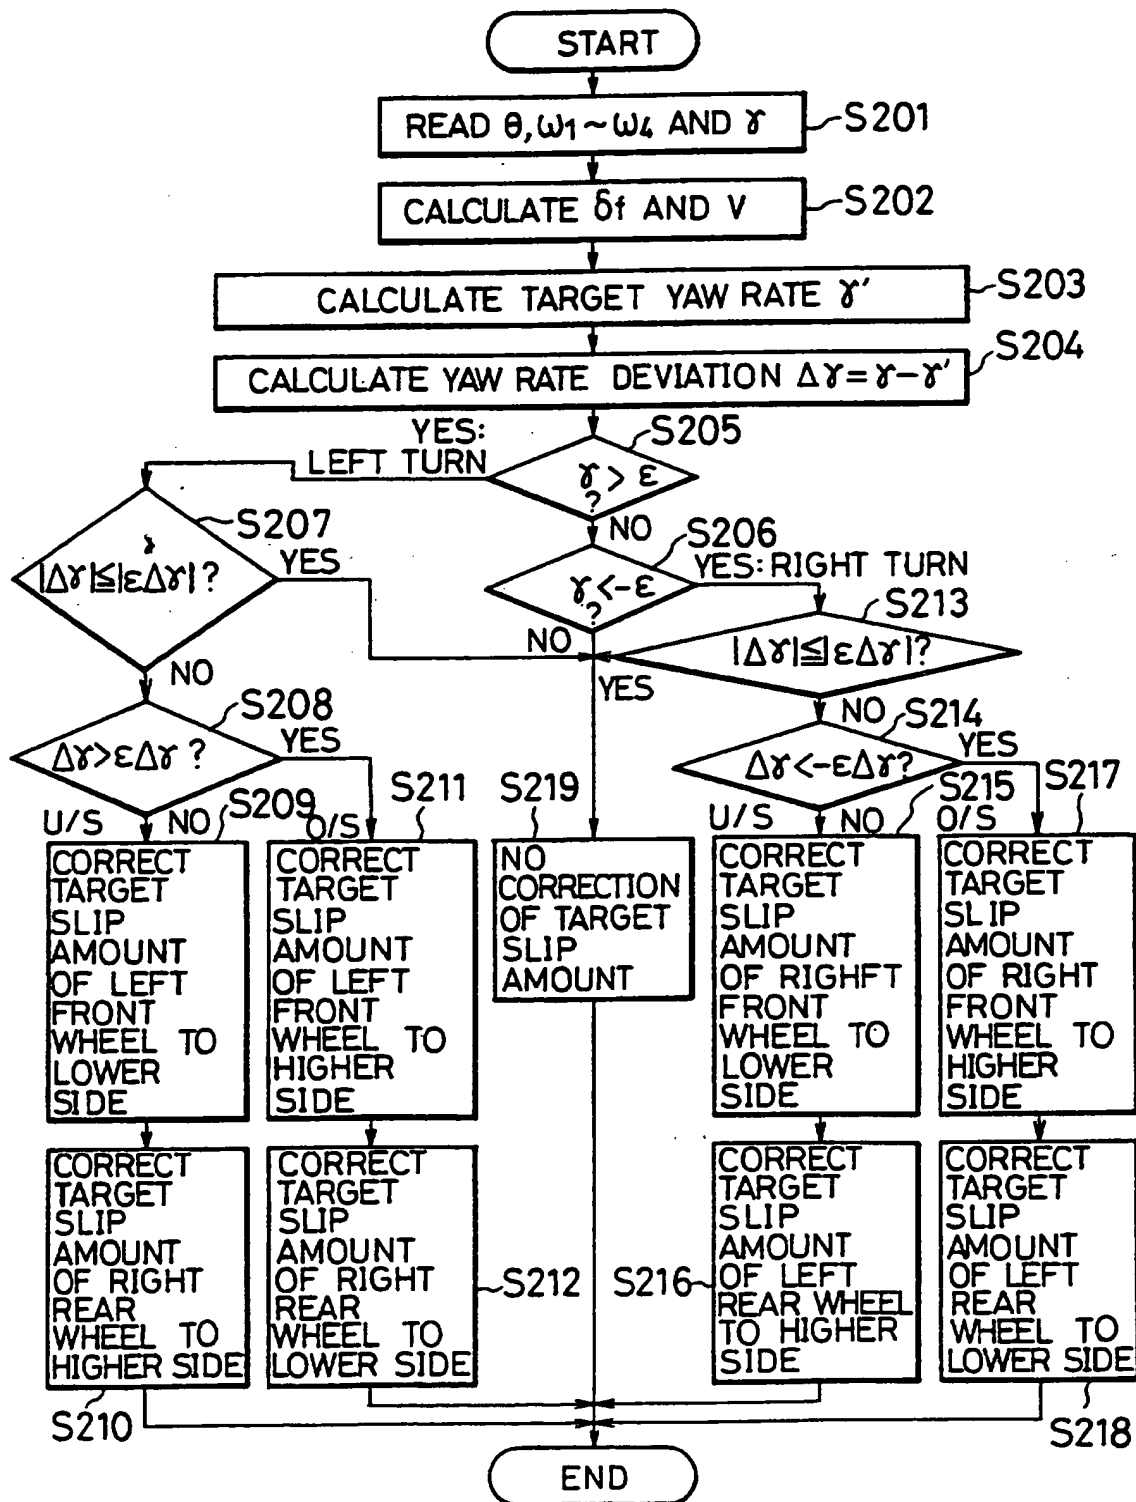 START
READ θ, ω1~ω4 AND γ
S201
CALCULATE δf AND V
S202
CALCULATE TARGET YAW RATE γ'
S203
CALCULATE YAW RATE DEVIATION Δγ=γ-γ'
S204
YES:
LEFT TURN
S205
γ > ε
?
NO
S207
|Δγ|≦|εΔγ|?
YES
NO
S206
γ<-ε
?
YES: RIGHT TURN
NO
S213
|Δγ|≦|εΔγ|?
YES
NO
S208
Δγ>εΔγ ?
YES
NO
S214
Δγ<-εΔγ?
YES
NO
U/S
S209
CORRECT
TARGET
SLIP
AMOUNT
OF LEFT
FRONT
WHEEL TO
LOWER
SIDE
O/S
S211
CORRECT
TARGET
SLIP
AMOUNT
OF LEFT
FRONT
WHEEL TO
HIGHER
SIDE
S219
NO
CORRECTION
OF TARGET
SLIP
AMOUNT
U/S
S215
CORRECT
TARGET
SLIP
AMOUNT
OF RIGHFT
FRONT
WHEEL TO
LOWER
SIDE
O/S
S217
CORRECT
TARGET
SLIP
AMOUNT
OF RIGHT
FRONT
WHEEL TO
HIGHER
SIDE
CORRECT
TARGET
SLIP
AMOUNT
OF RIGHT
REAR
WHEEL TO
HIGHER SIDE
S210
CORRECT
TARGET
SLIP
AMOUNT
OF RIGHT
REAR
WHEEL TO
LOWER SIDE
S212
S216
CORRECT
TARGET
SLIP
AMOUNT
OF LEFT
REAR WHEEL
TO HIGHER
SIDE
CORRECT
TARGET
SLIP
AMOUNT
OF LEFT
REAR
WHEEL TO
LOWER SIDE
S218
END